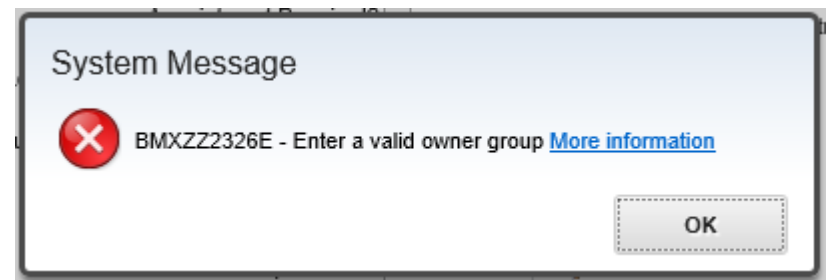 System Message
BMXZZ2326E - Enter a valid owner group More information
OK